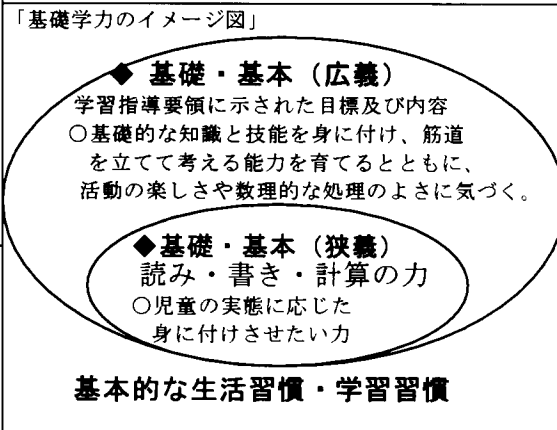 「基礎学力のイメージ図」
◆ 基礎・基本（広義）
学習指導要領に示された目標及び内容
○基礎的な知識と技能を身に付け、筋道
を立てて考える能力を育てるとともに、
活動の楽しさや数理的な処理のよさに気づく。
◆基礎・基本（狭義）
読み・書き・計算の力
○児童の実態に応じた
身に付けさせたい力
基本的な生活習慣・学習習慣